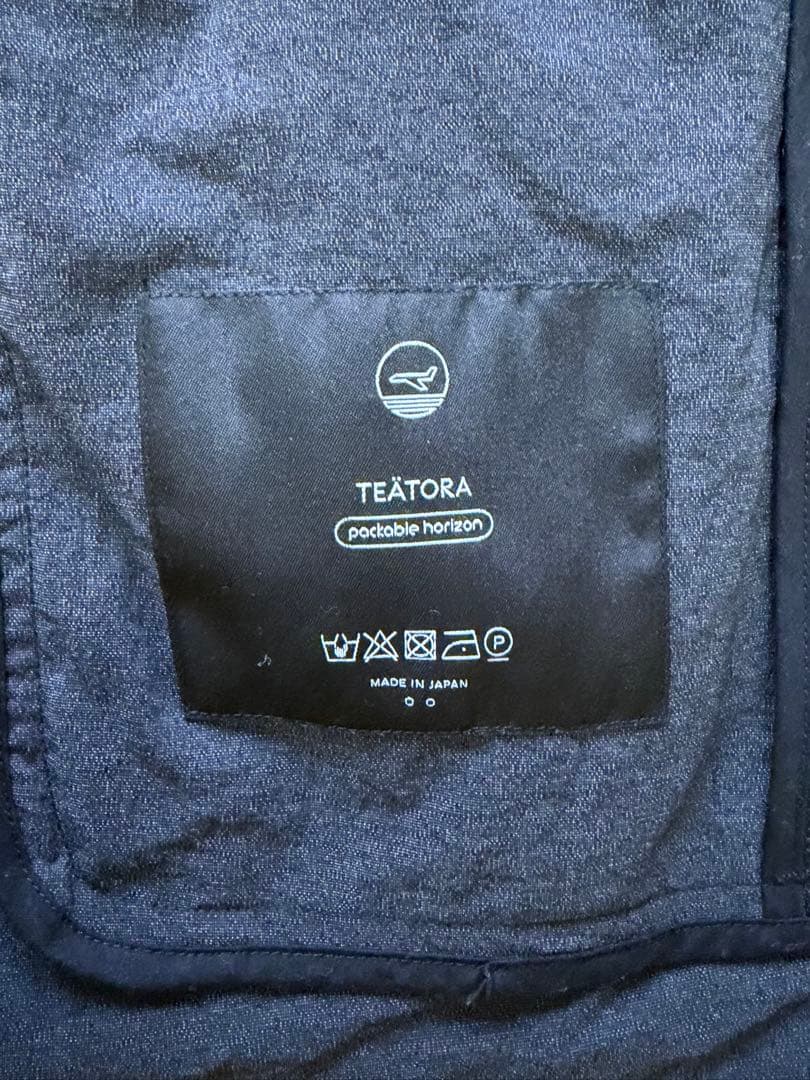 TEÄTORA
packable horizon
P
MADE IN JAPAN